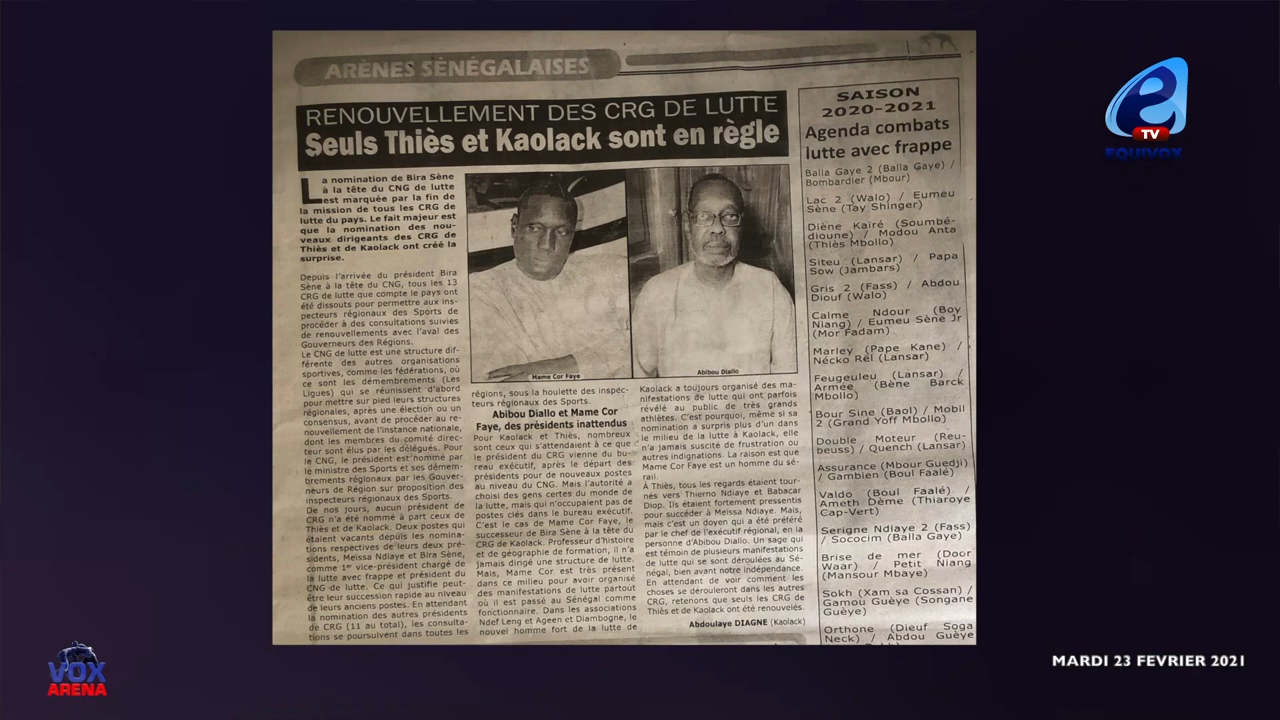 ARÈNES SÉNÉGALAISES
RENOUVELLEMENT DES CRG DE LUTTE
Seuls Thiès et Kaolack sont en règle
La nomination de Bira Sène
à la tête du CNG de lutte
est marquée par la fin de
la mission de tous les CRG de
lutte du pays. Le fait majeur est
que la nomination des nou-
veaux dirigeants des CRG de
Thiès et de Kaolack ont créé la
surprise.
Depuis l'arrivée du président Bira
Sène à la tête du CNG, tous les 13
CRG de lutte que compte le pays ont
été dissouts pour permettre aux ins-
pecteurs régionaux des Sports de
procéder à des consultations suivies
de renouvellements avec l'aval des
Gouverneurs des Régions.
Le CNG de lutte est une structure dif-
férente des autres organisations
sportives, comme les fédérations, où
ce sont les démembrements (Les
Ligues) qui se réunissent d'abord
pour mettre sur pied leurs structures
régionales, après une élection ou un
consensus, avant de procéder au re-
nouvellement de l'instance nationale,
dont les membres du comité direc-
teur sont élus par les délégués. Pour
le CNG, le président est nommé par
le ministre des Sports et ses démem-
brements régionaux par les Gouver-
neurs de Région sur proposition des
inspecteurs régionaux des Sports.
De nos jours, aucun président de
CRG n'a été nommé à part ceux de
Thiès et de Kaolack. Deux postes qui
étaient vacants depuis les nomina-
tions respectives de leurs deux pré-
sidents, Meissa Ndiaye et Bira Sène,
comme 1er vice-président chargé de
la lutte avec frappe et président du
CNG de lutte. Ce qui justifie peut-
être leur succession rapide au niveau
de leurs anciens postes. En attendant
la nomination des autres présidents
de CRG (11 au total), les consulta-
tions se poursuivent dans toutes les
Mame Cor Faye
Abibou Diallo
régions, sous la houlette des inspec-
teurs régionaux des Sports.
Abibou Diallo et Mame Cor
Faye, des présidents inattendus
Pour Kaolack et Thiès, nombreux
sont ceux qui s'attendaient à ce que
le président du CRG vienne du bu-
reau exécutif, après le départ des
présidents pour de nouveaux postes
au niveau du CNG. Mais l'autorité a
choisi des gens certes du monde de
la lutte, mais qui n'occupaient pas de
postes clés dans le bureau exécutif.
C'est le cas de Mame Cor Faye, le
successeur de Bira Sène à la tête du
CRG de Kaolack. Professeur d'histoire
et de géographie de formation, il n'a
jamais dirigé une structure de lutte.
Mais, Mame Cor est très présent
dans ce milieu pour avoir organisé
des manifestations de lutte partout
où il est passé au Sénégal comme
fonctionnaire. Dans les associations
Ndef Leng et Ageen et Diambogne, le
nouvel homme fort de la lutte de
Kaolack a toujours organisé des ma-
nifestations de lutte qui ont parfois
révélé au public de très grands
athlètes. C'est pourquoi, même si sa
nomination a surpris plus d'un dans
le milieu de la lutte à Kaolack, elle
n'a jamais suscité de frustration ou
autres indignations. La raison est que
Mame Cor Faye est un homme du sé-
rail.
À Thiès, tous les regards étaient tour-
nés vers Thierno Ndiaye et Babacar
Diop. Ils étaient fortement pressentis
pour succéder à Meissa Ndiaye. Mais,
mais c'est un doyen qui a été préféré
par le chef de l'exécutif régional, en la
personne d'Abibou Diallo. Un sage qui
est témoin de plusieurs manifestations
de lutte qui se sont déroulées au Sé-
négal, bien avant notre indépendance.
En attendant de voir comment les
choses se dérouleront dans les autres
CRG, retenons que seuls les CRG de
Thiès et de Kaolack ont été renouvelés.
Abdoulaye DIAGNE (Kaolack)
SAISON
2020-2021
Agenda combats
lutte avec frappe
Balla Gaye 2 (Balla Gaye) /
Bombardier (Mbour)
Lac 2 (Walo) / Eumeu
Sène (Tay Shinger)
Diène Kaïré (Soumbé-
dioune) / Modou Anta
(Thiès Mbollo)
Siteu (Lansar) / Papa
Sow (Jambars)
Gris 2 (Fass) / Abdou
Diouf (Walo)
Calme Ndour (Boy
Niang) / Eumeu Sène Jr
(Mor Fadam)
Marley (Pape Kane) /
Nécko Rël (Lansar)
Feugeuleu (Lansar) /
Armée (Bène Barck
Mbollo)
Bour Sine (Baol) / Mobil
2 (Grand Yoff Mbollo)
Double Moteur (Reu-
beuss) / Quench (Lansar)
Assurance (Mbour Guedji)
/ Gambien (Boul Faalé)
Valdo (Boul Faalé) /
Ameth Dème (Thiaroye
Cap-Vert)
Serigne Ndiaye 2 (Fass)
/ Sococim (Balla Gaye)
Brise de mer (Door
Waar) / Petit Niang
(Mansour Mbaye)
Sokh (Xam sa Cossan) /
Gamou Guèye (Songane
Guèye)
Orthone (Dieuf Soga
Neck) / Abdou Guèye
e
TV
EQUIVOX
VOX
ARENA
MARDI 23 FEVRIER 2021